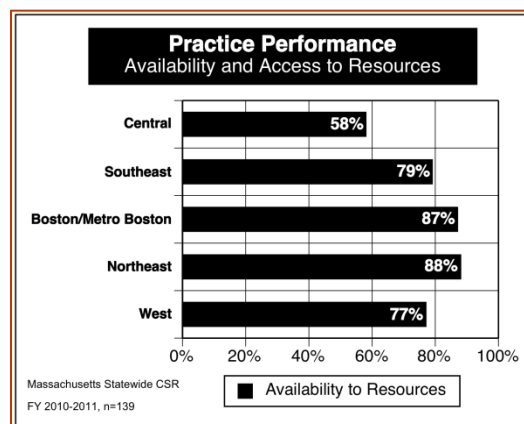 Practice Performance
Availability and Access to Resources
Central
58%
Southeast
79%
Boston/Metro Boston
87%
Northeast
88%
West
77%
0% 20% 40% 60% 80% 100%
Massachusetts Statewide CSR
FY 2010-2011, n=139
Availability to Resources